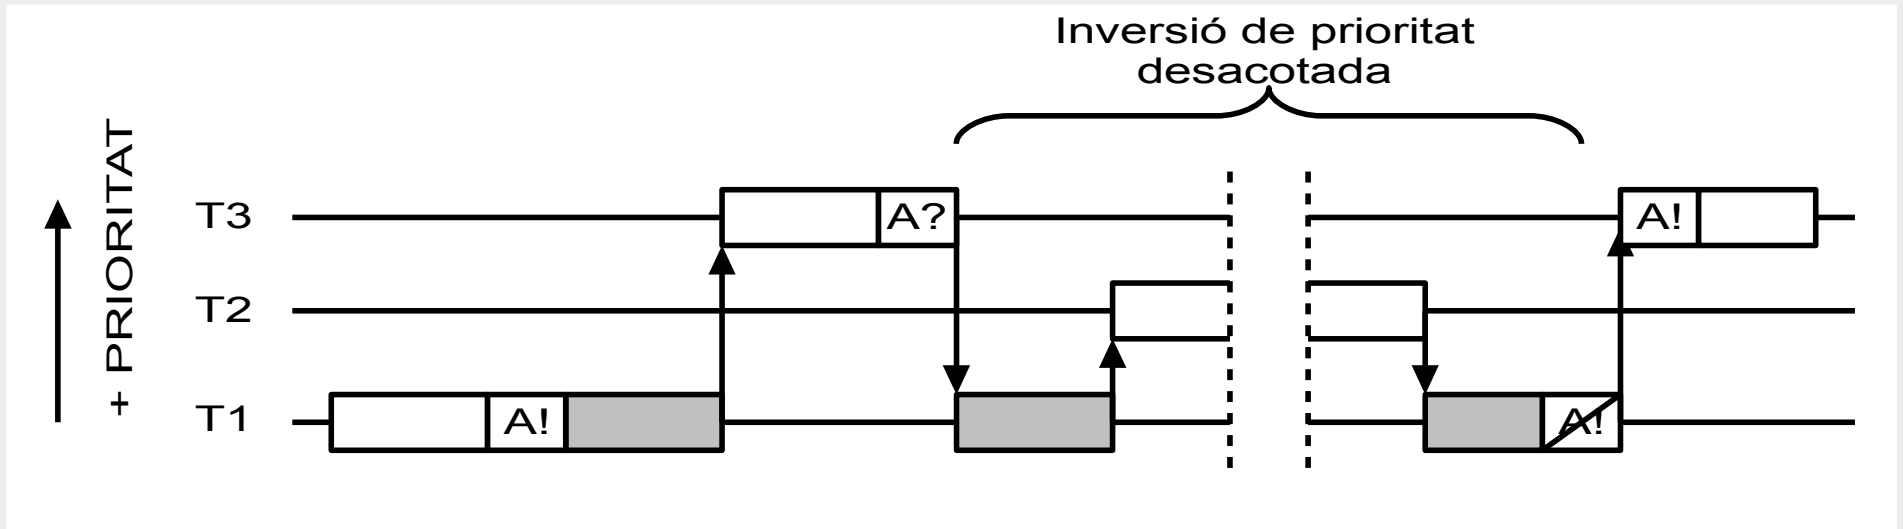 Inversió de prioritat
desacotada
+ PRIORITAT
T3
A?
A!
T2
T1
A!
A!